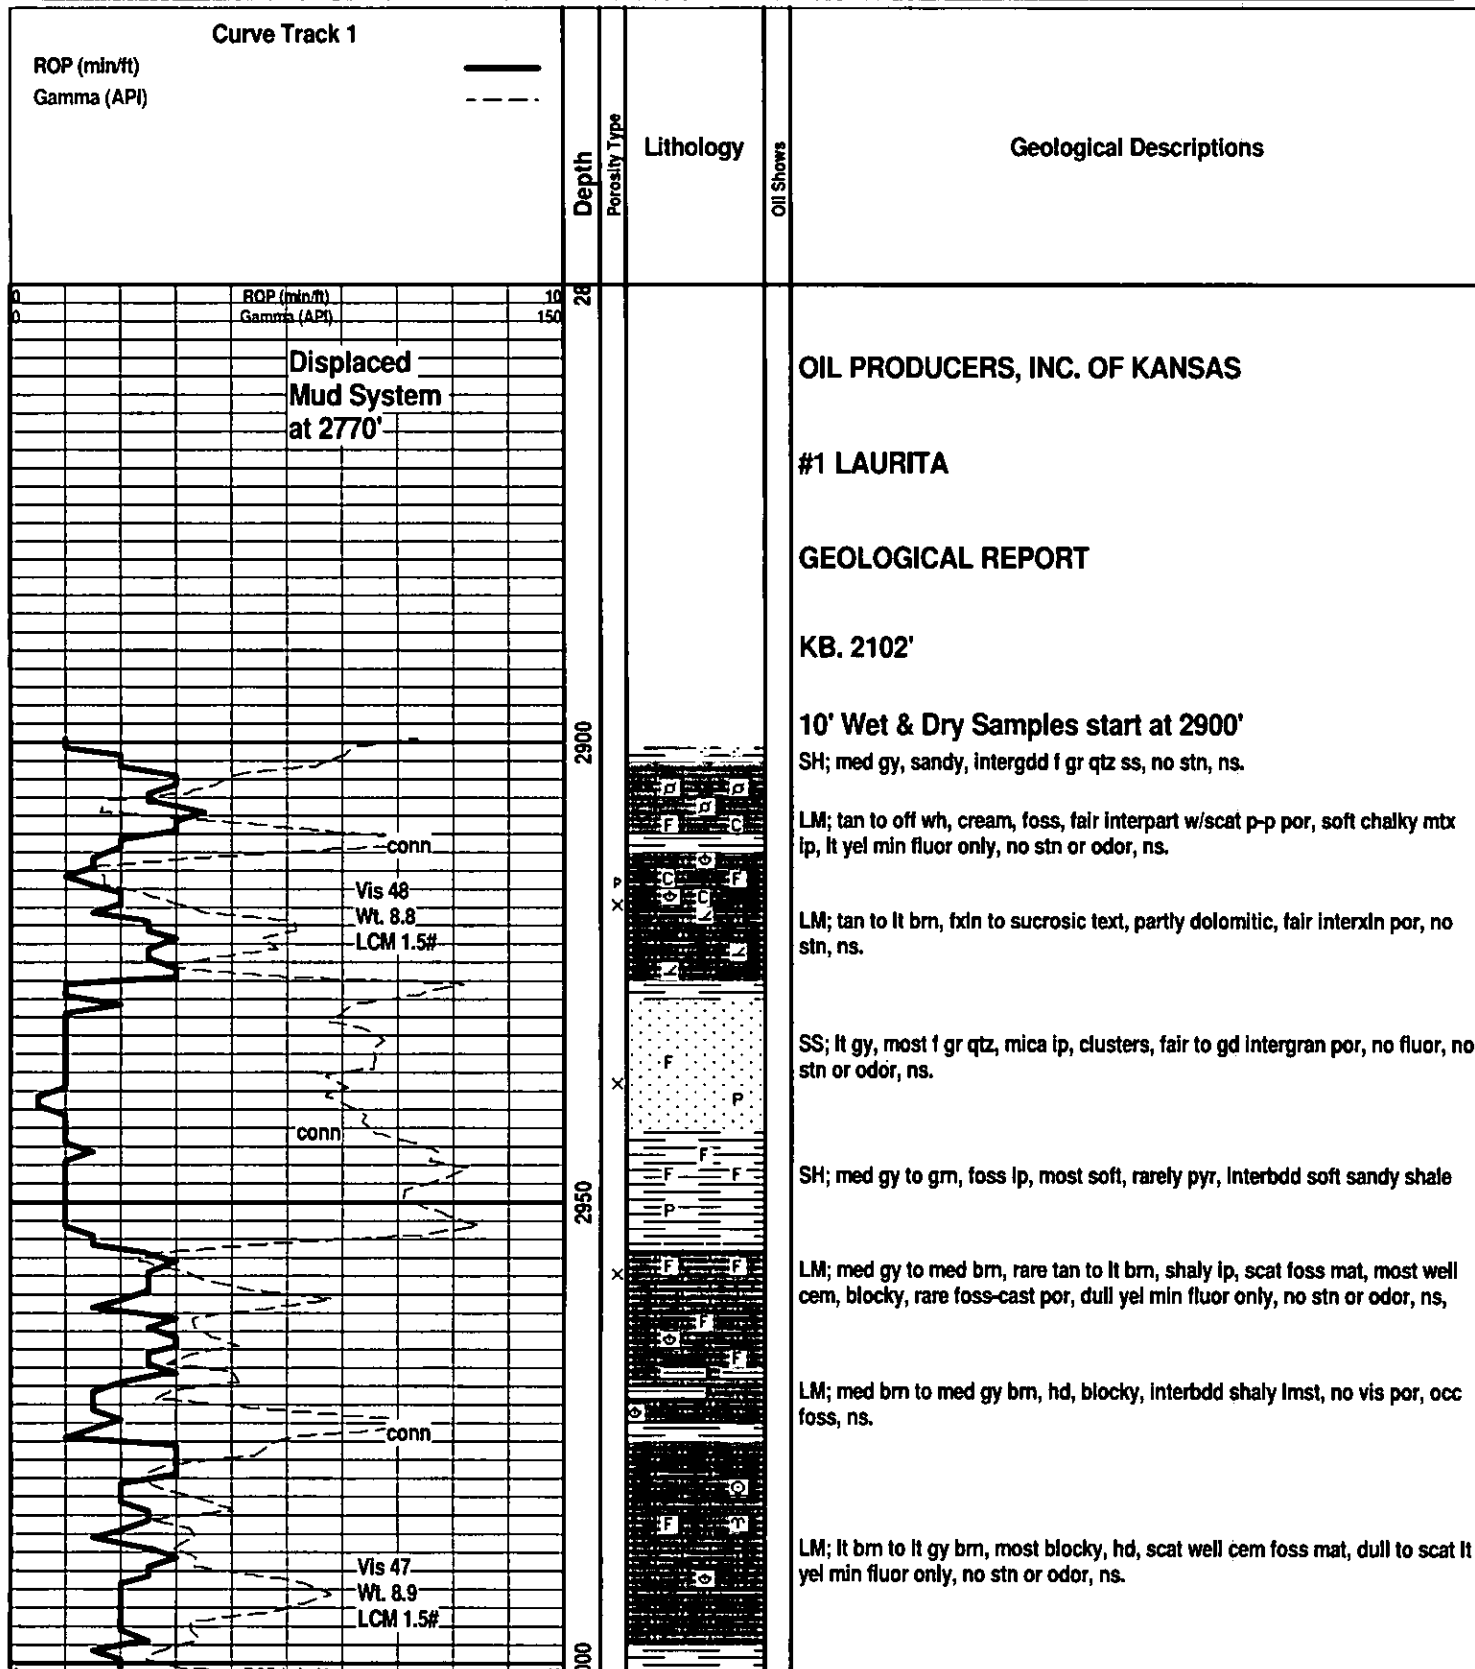 Curve Track 1
ROP (min/ft)
Gamma (API)
Depth
Porosity Type
Lithology
Oil Shows
Geological Descriptions
0 ROP (min/ft) 10
0 Gamma (API) 150
28
Displaced
Mud System
at 2770'
OIL PRODUCERS, INC. OF KANSAS
#1 LAURITA
GEOLOGICAL REPORT
KB. 2102'
10' Wet & Dry Samples start at 2900'
2900
SH; med gy, sandy, intergdd f gr qtz ss, no stn, ns.
F C
LM; tan to off wh, cream, foss, fair interpart w/scat p-p por, soft chalky mtx
ip, lt yel min fluor only, no stn or odor, ns.
conn
P
C F
X
C
Vis 48
Wt. 8.8
LCM 1.5#
LM; tan to lt brn, fxln to sucrosic text, partly dolomitic, fair interxln por, no
stn, ns.
SS; lt gy, most f gr qtz, mica ip, clusters, fair to gd intergran por, no fluor, no
stn or odor, ns.
F
X
P
conn
F
F F
SH; med gy to grn, foss ip, most soft, rarely pyr, interbdd soft sandy shale
2950
P
F F
X
LM; med gy to med brn, rare tan to lt brn, shaly ip, scat foss mat, most well
cem, blocky, rare foss-cast por, dull yel min fluor only, no stn or odor, ns,
F
F
LM; med brn to med gy brn, hd, blocky, interbdd shaly lmst, no vis por, occ
foss, ns.
conn
F
Vis 47
Wt. 8.9
LCM 1.5#
LM; lt brn to lt gy brn, most blocky, hd, scat well cem foss mat, dull to scat lt
yel min fluor only, no stn or odor, ns.
000